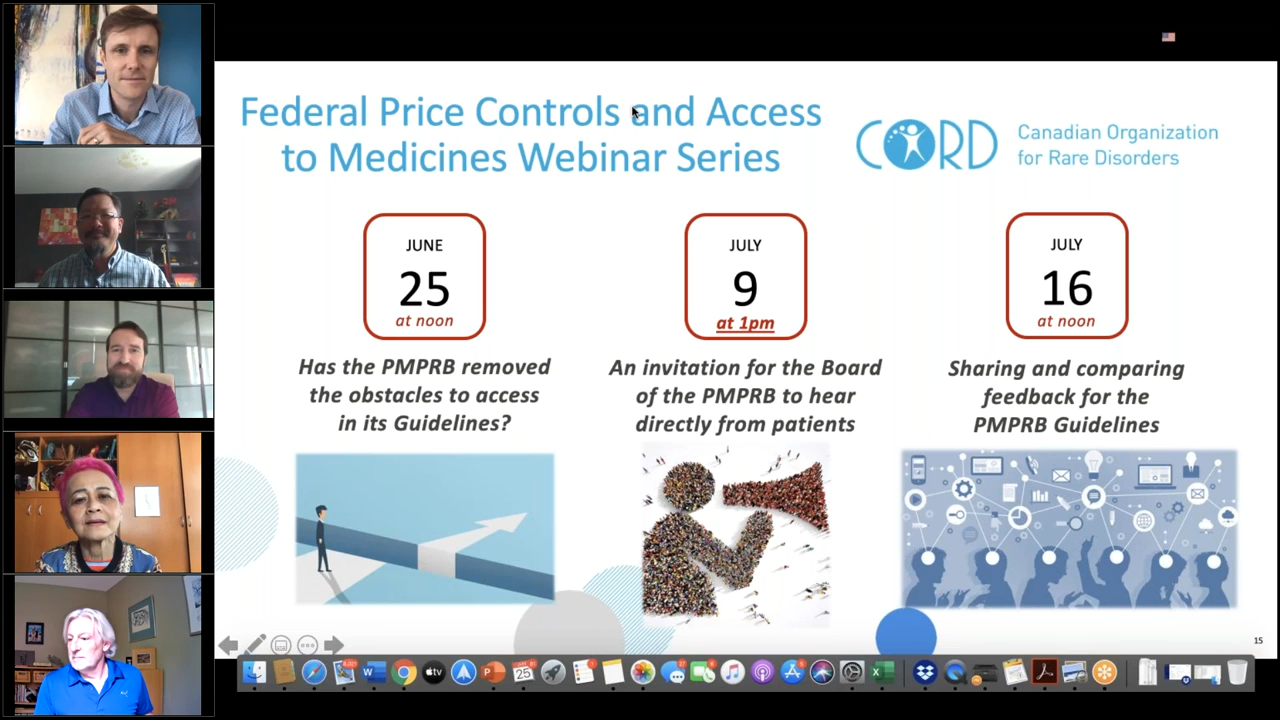 Federal Price Controls and Access
to Medicines Webinar Series
CORD
Canadian Organization
for Rare Disorders
JUNE
25
at noon
JULY
9
at 1pm
JULY
16
at noon
Has the PMPRB removed
the obstacles to access
in its Guidelines?
An invitation for the Board
of the PMPRB to hear
directly from patients
Sharing and comparing
feedback for the
PMPRB Guidelines
15
tv
25